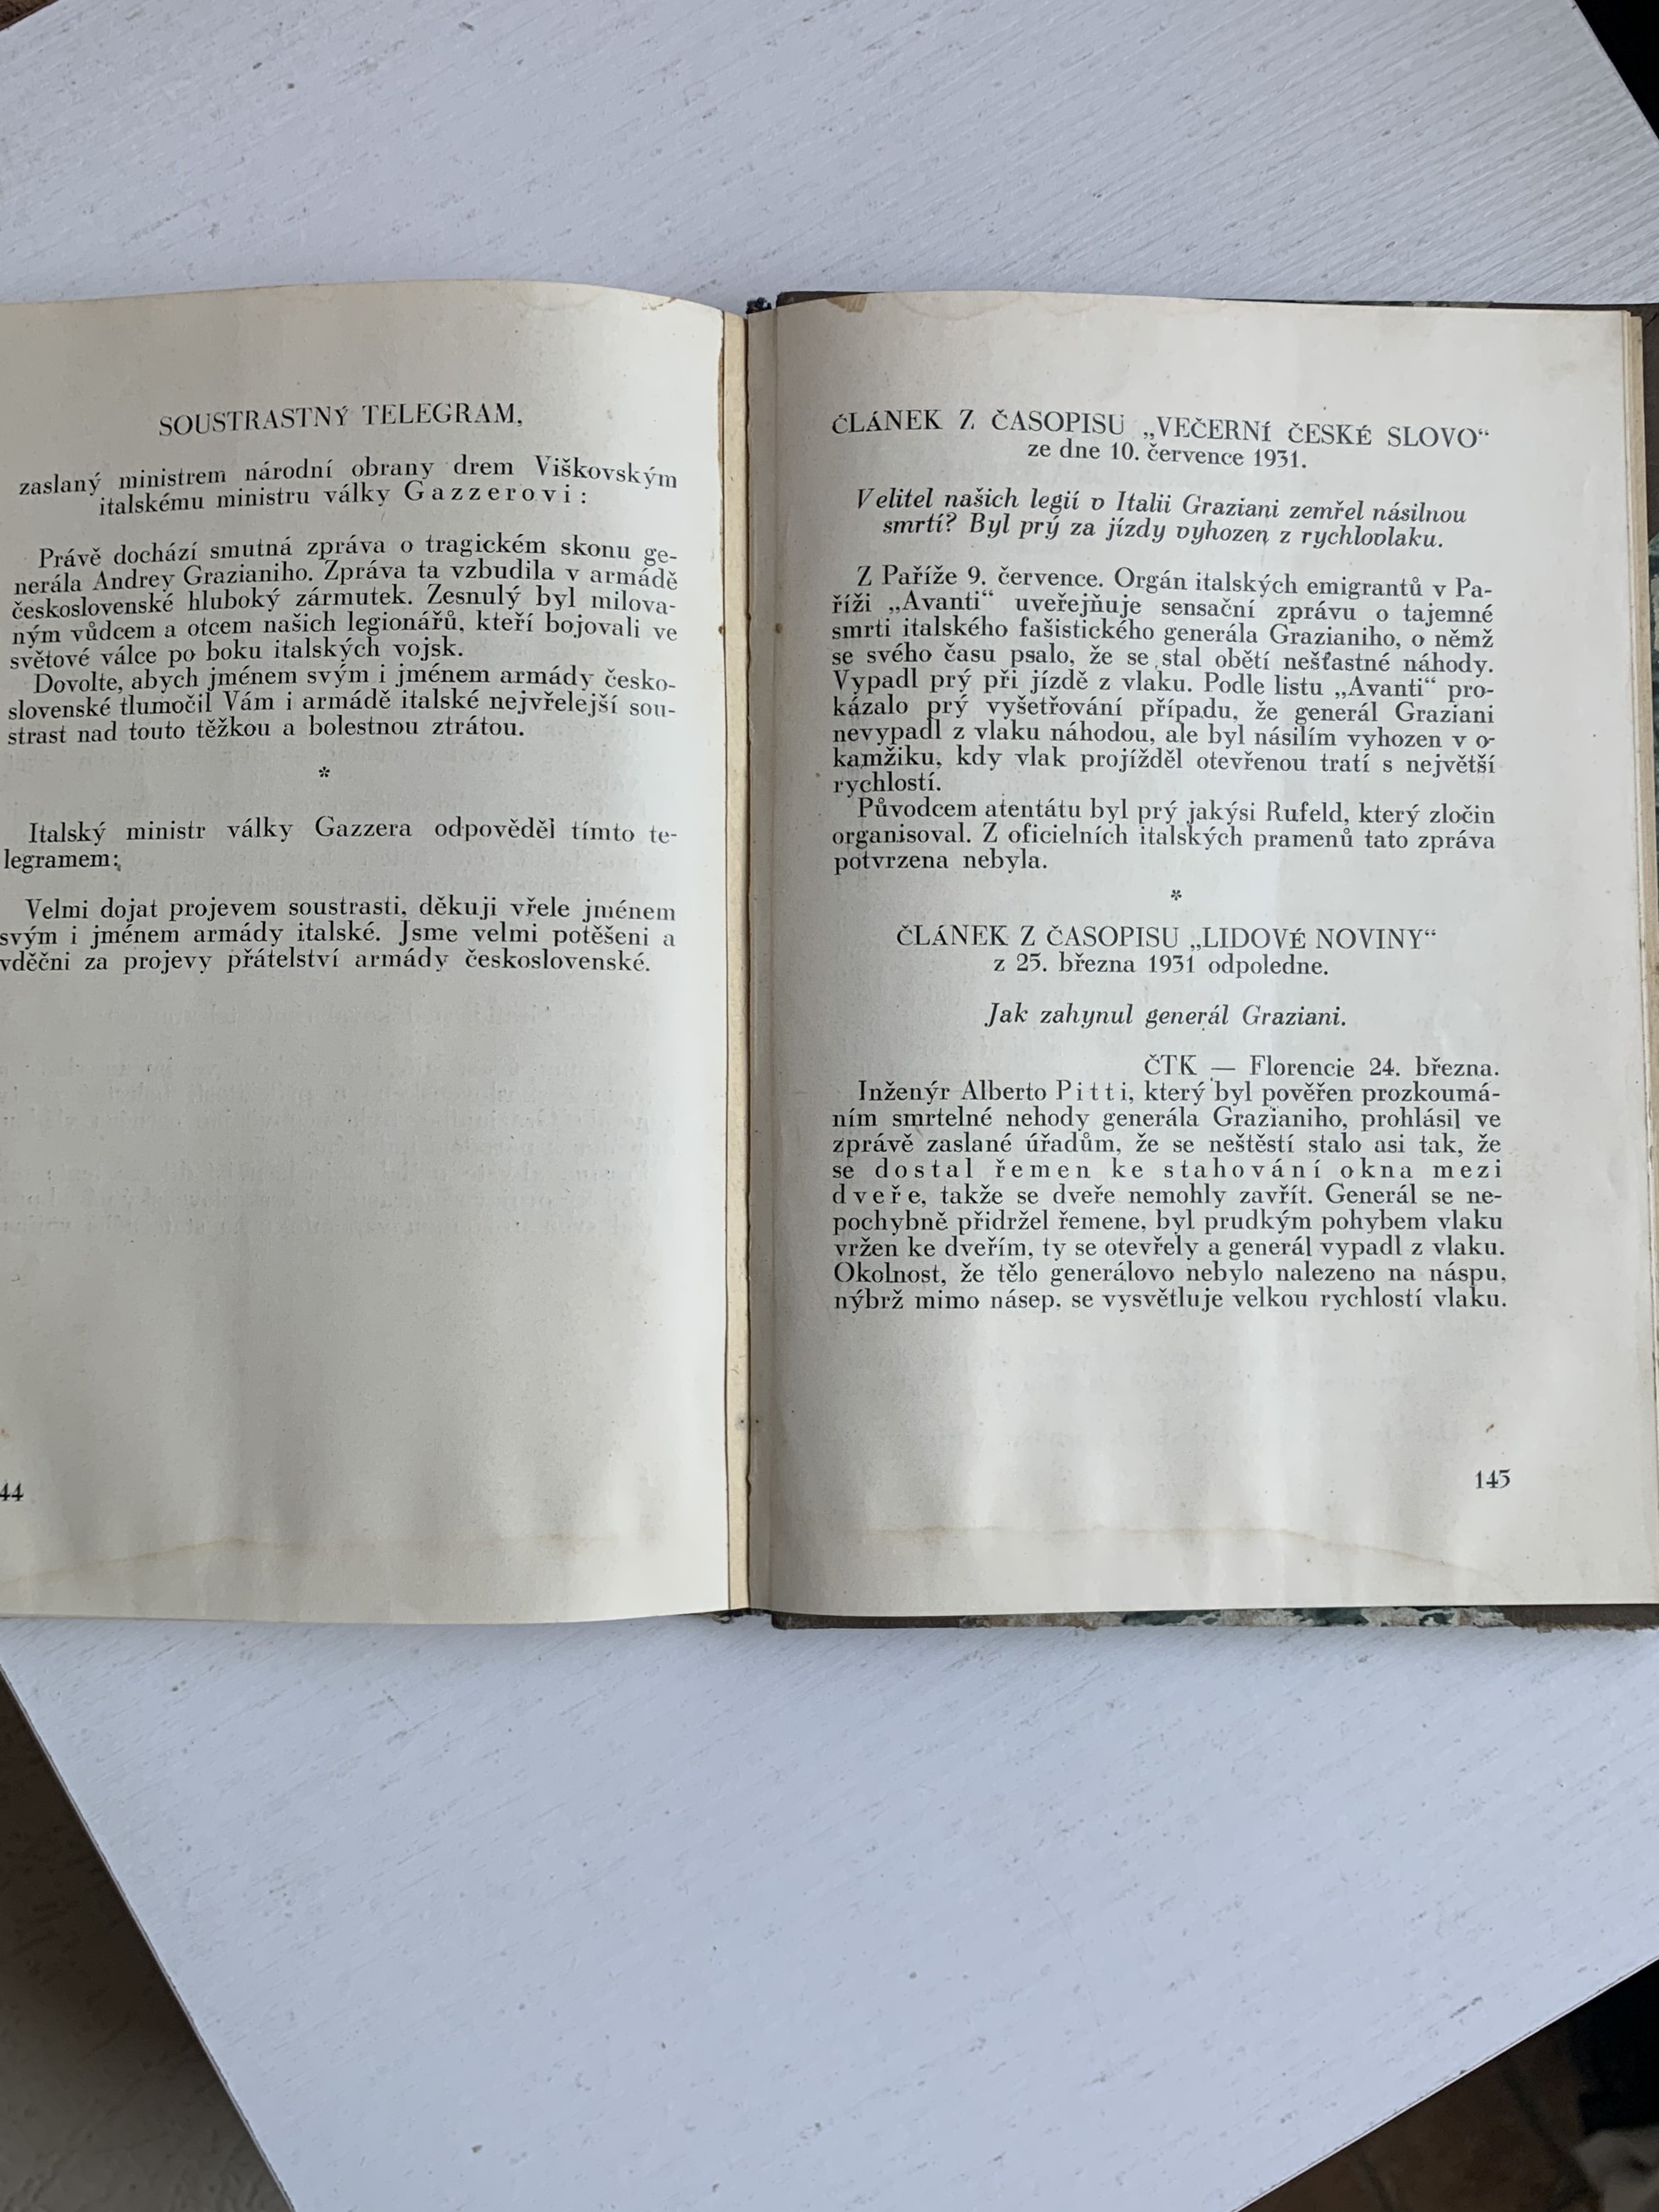 SOUSTRASTNÝ TELEGRAM,
zaslaný ministrem národní obrany drem Viškovským
italskému ministru války Gazzerovi:
Právě dochází smutná zpráva o tragickém skonu ge-
nerála Andrey Grazianiho. Zpráva ta vzbudila v armádě
československé hluboký zármutek. Zesnulý byl milova-
ným vůdcem a otcem našich legionářů, kteří bojovali ve
světové válce po boku italských vojsk.
Dovolte, abych jménem svým i jménem armády česko-
slovenské tlumočil Vám i armádě italské nejvřelejší sou-
strast nad touto těžkou a bolestnou ztrátou.
*
Italský ministr války Gazzera odpověděl tímto te-
legramem:
Velmi dojat projevem soustrasti, děkuji vřele jménem
svým i jménem armády italské. Jsme velmi potěšeni a
vděčni za projevy přátelství armády československé.
44
ČLÁNEK Z ČASOPISU „VEČERNÍ ČESKÉ SLOVO“
ze dne 10. července 1931.
Velitel našich legií v Italii Graziani zemřel násilnou
smrtí? Byl prý za jízdy vyhozen z rychlovlaku.
Z Paříže 9. července. Orgán italských emigrantů v Pa-
říži „Avanti“ uveřejňuje sensační zprávu o tajemné
smrti italského fašistického generála Grazianiho, o němž
se svého času psalo, že se stal obětí nešťastné náhody.
Vypadl prý při jízdě z vlaku. Podle listu „Avanti“ pro-
kázalo prý vyšetřování případu, že generál Graziani
nevypadl z vlaku náhodou, ale byl násilím vyhozen v o-
kamžiku, kdy vlak projížděl otevřenou tratí s největší
rychlostí.
Původcem atentátu byl prý jakýsi Rufeld, který zločin
organisoval. Z oficielních italských pramenů tato zpráva
potvrzena nebyla.
*
ČLÁNEK Z ČASOPISU „LIDOVÉ NOVINY“
z 25. března 1931 odpoledne.
Jak zahynul generál Graziani.
ČTK — Florencie 24. března.
Inženýr Alberto Pitti, který byl pověřen prozkoumá-
ním smrtelné nehody generála Grazianiho, prohlásil ve
zprávě zaslané úřadům, že se neštěstí stalo asi tak, že
se dostal řemen ke stahování okna mezi
dveře, takže se dveře nemohly zavřít. Generál se ne-
pochybně přidržel řemene, byl prudkým pohybem vlaku
vržen ke dveřím, ty se otevřely a generál vypadl z vlaku.
Okolnost, že tělo generálovo nebylo nalezeno na náspu,
nýbrž mimo násep, se vysvětluje velkou rychlostí vlaku.
145